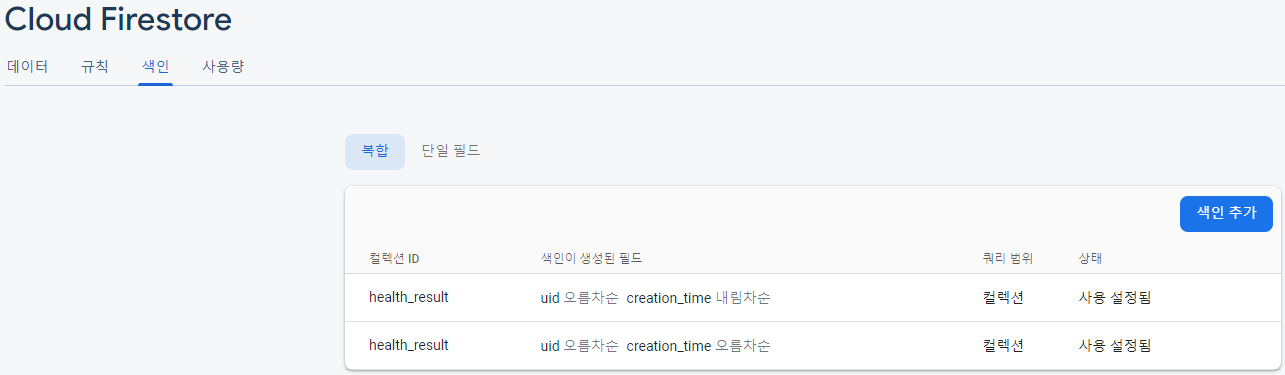 Cloud Firestore
데이터 규칙 색인 사용량
복합 단일 필드
색인 추가
컬렉션 ID 색인이 생성된 필드 쿼리 범위 상태
health_result uid 오름차순 creation_time 내림차순 컬렉션 사용 설정됨
health_result uid 오름차순 creation_time 오름차순 컬렉션 사용 설정됨